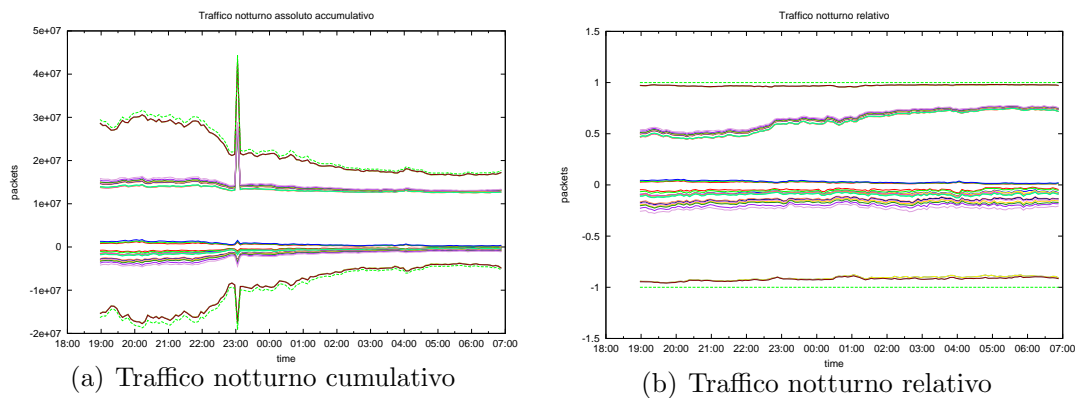 Traffico notturno assoluto accumulativo
5e+07
4e+07
3e+07
2e+07
1e+07
0
-1e+07
-2e+07
packets
18:00 19:00 20:00 21:00 22:00 23:00 00:00 01:00 02:00 03:00 04:00 05:00 06:00 07:00
time
(a) Traffico notturno cumulativo
Traffico notturno relativo
1.5
1
0.5
0
-0.5
-1
-1.5
packets
18:00 19:00 20:00 21:00 22:00 23:00 00:00 01:00 02:00 03:00 04:00 05:00 06:00 07:00
time
(b) Traffico notturno relativo